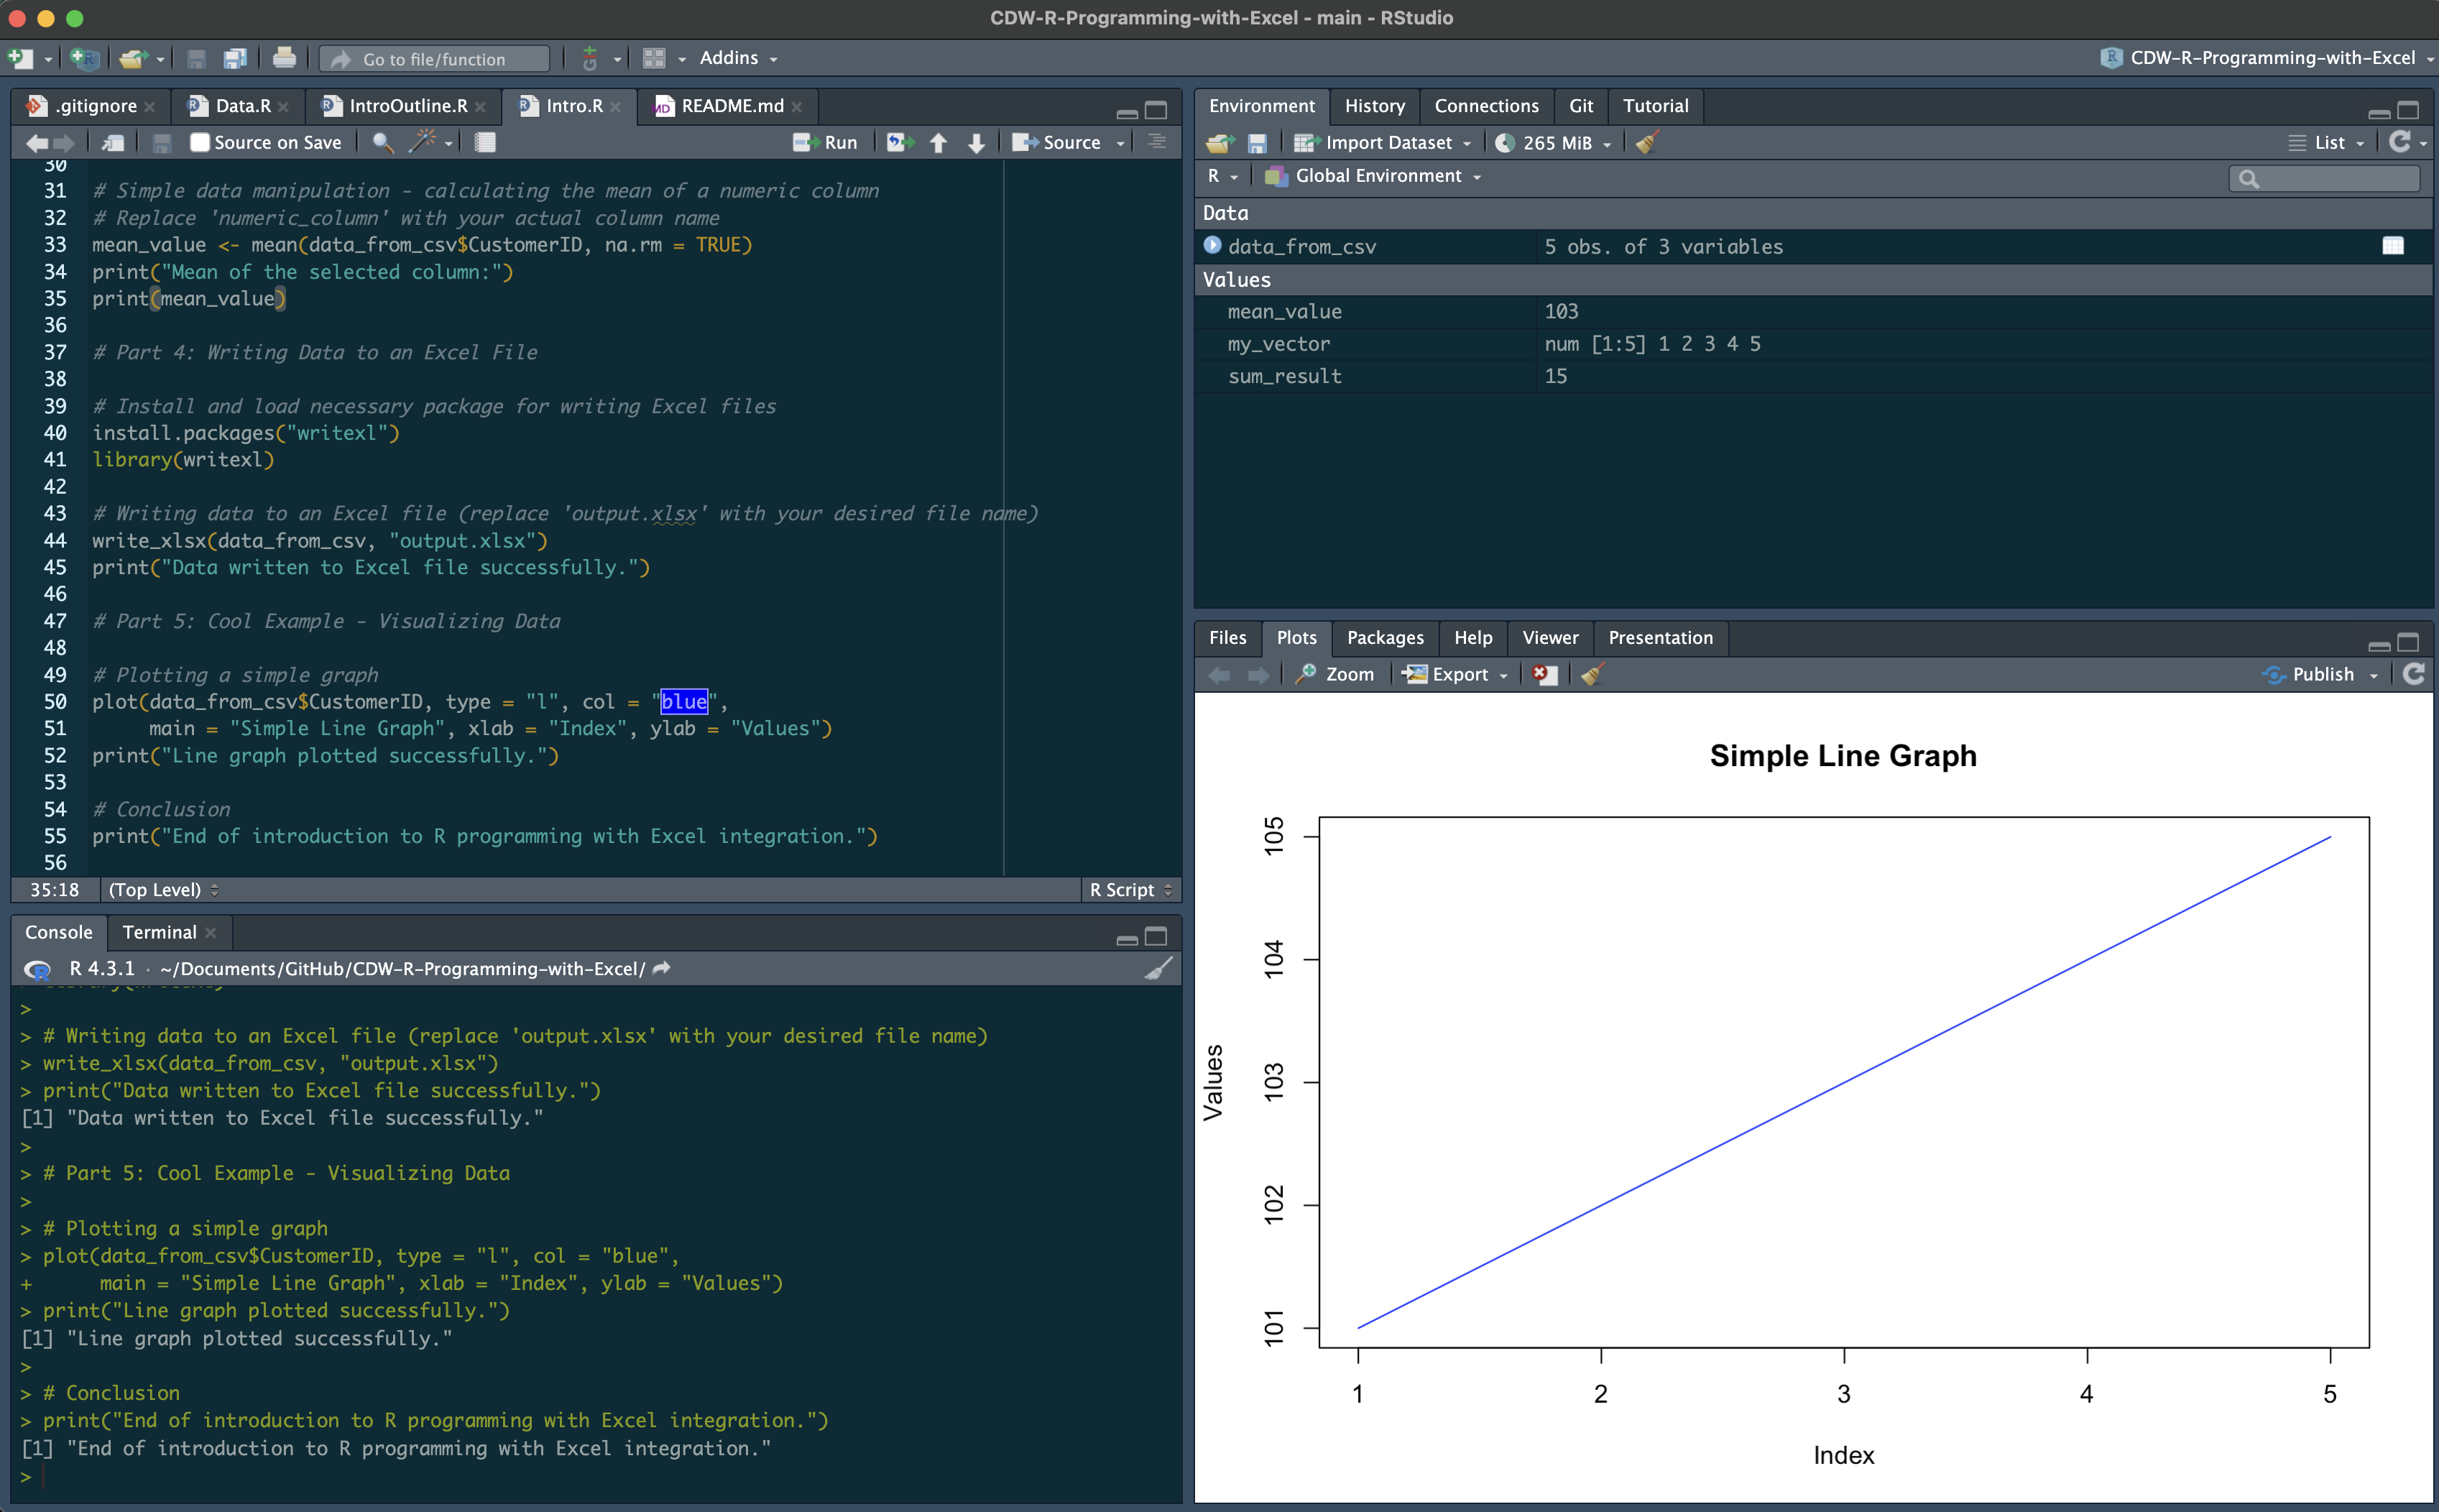 CDW-R-Programming-with-Excel - main - RStudio
Go to file/function
Addins
CDW-R-Programming-with-Excel
.gitignore
Data.R
IntroOutline.R
Intro.R
README.md
Source on Save
Run
Source
30
31 # Simple data manipulation - calculating the mean of a numeric column
32 # Replace 'numeric_column' with your actual column name
33 mean_value <- mean(data_from_csv$CustomerID, na.rm = TRUE)
34 print("Mean of the selected column:")
35 print(mean_value)
36
37 # Part 4: Writing Data to an Excel File
38
39 # Install and load necessary package for writing Excel files
40 install.packages("writexl")
41 library(writexl)
42
43 # Writing data to an Excel file (replace 'output.xlsx' with your desired file name)
44 write_xlsx(data_from_csv, "output.xlsx")
45 print("Data written to Excel file successfully.")
46
47 # Part 5: Cool Example - Visualizing Data
48
49 # Plotting a simple graph
50 plot(data_from_csv$CustomerID, type = "l", col = "blue",
51      main = "Simple Line Graph", xlab = "Index", ylab = "Values")
52 print("Line graph plotted successfully.")
53
54 # Conclusion
55 print("End of introduction to R programming with Excel integration.")
56
35:18 (Top Level) R Script
Console Terminal
R 4.3.1 · ~/Documents/GitHub/CDW-R-Programming-with-Excel/
>
> # Writing data to an Excel file (replace 'output.xlsx' with your desired file name)
> write_xlsx(data_from_csv, "output.xlsx")
> print("Data written to Excel file successfully.")
[1] "Data written to Excel file successfully."
>
> # Part 5: Cool Example - Visualizing Data
>
> # Plotting a simple graph
> plot(data_from_csv$CustomerID, type = "l", col = "blue",
+      main = "Simple Line Graph", xlab = "Index", ylab = "Values")
> print("Line graph plotted successfully.")
[1] "Line graph plotted successfully."
>
> # Conclusion
> print("End of introduction to R programming with Excel integration.")
[1] "End of introduction to R programming with Excel integration."
>
Environment History Connections Git Tutorial
Import Dataset 265 MiB List
R Global Environment
Data
data_from_csv 5 obs. of 3 variables
Values
mean_value 103
my_vector num [1:5] 1 2 3 4 5
sum_result 15
Files Plots Packages Help Viewer Presentation
Zoom Export Publish
Simple Line Graph
Values
105
104
103
102
101
1 2 3 4 5
Index